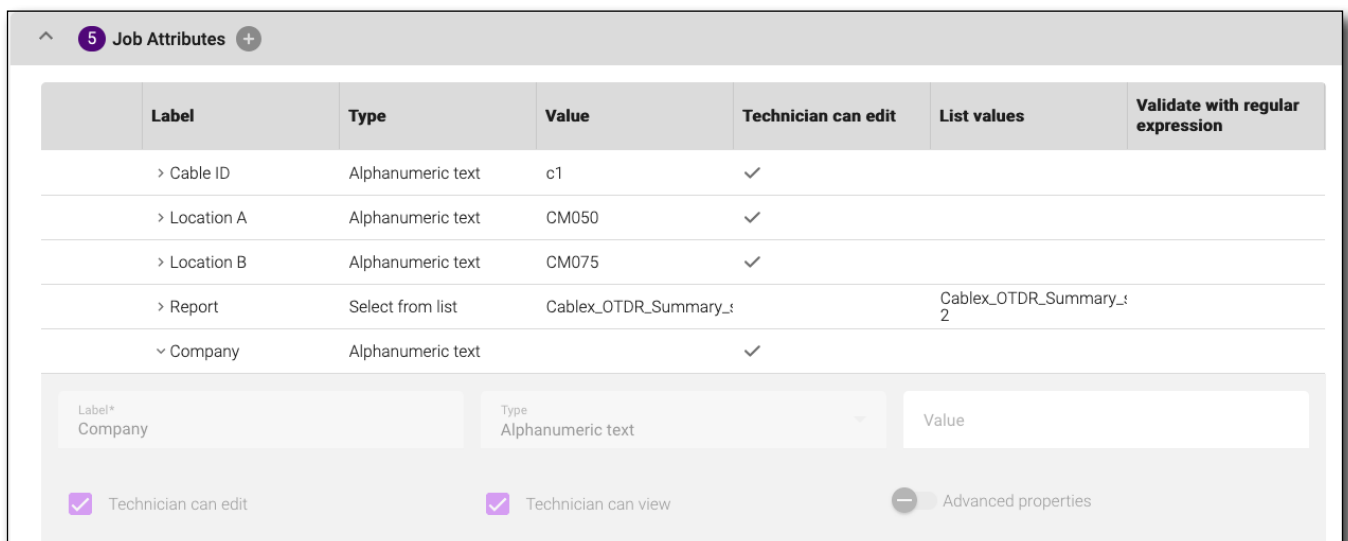 5 Job Attributes
Label Type Value Technician can edit List values Validate with regular
expression
Cable ID Alphanumeric text c1
Location A Alphanumeric text CM050
Location B Alphanumeric text CM075
Report Select from list Cablex_OTDR_Summary_s Cablex_OTDR_Summary_s
2
Company Alphanumeric text
Label* Type
Company Alphanumeric text Value
Technician can edit Technician can view Advanced properties